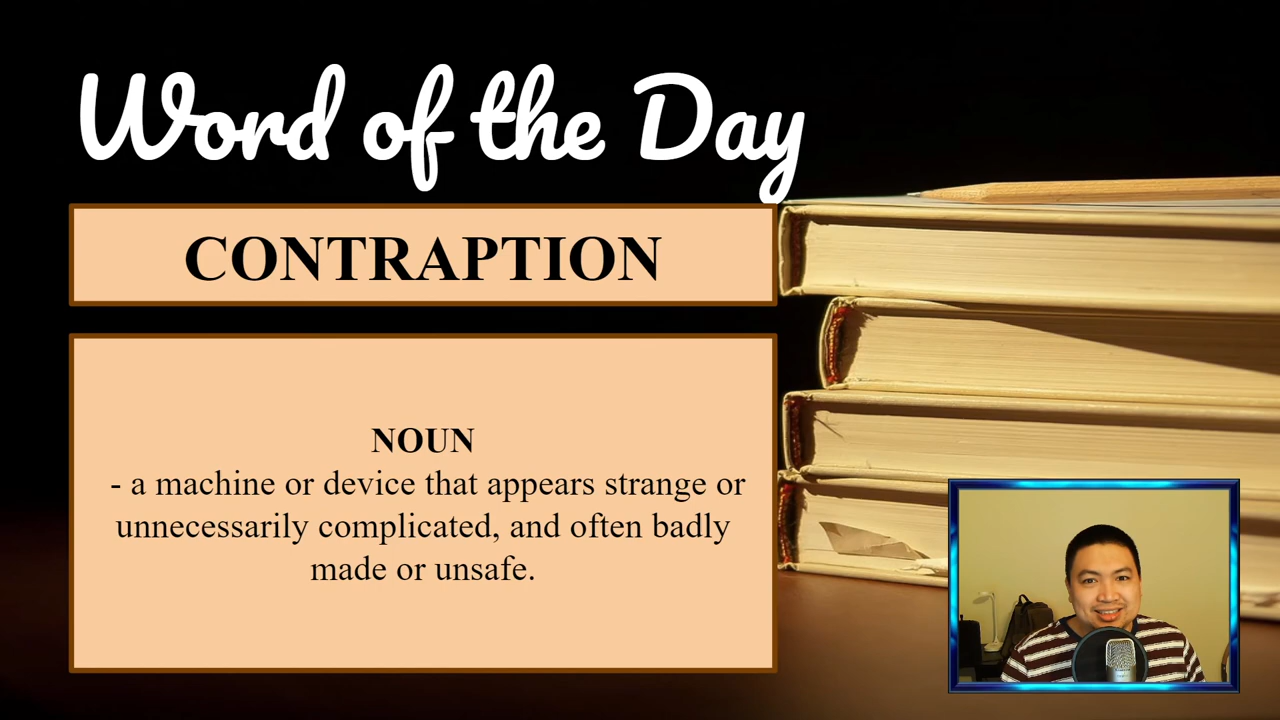 Word of the Day
CONTRAPTION
NOUN
- a machine or device that appears strange or
unnecessarily complicated, and often badly
made or unsafe.